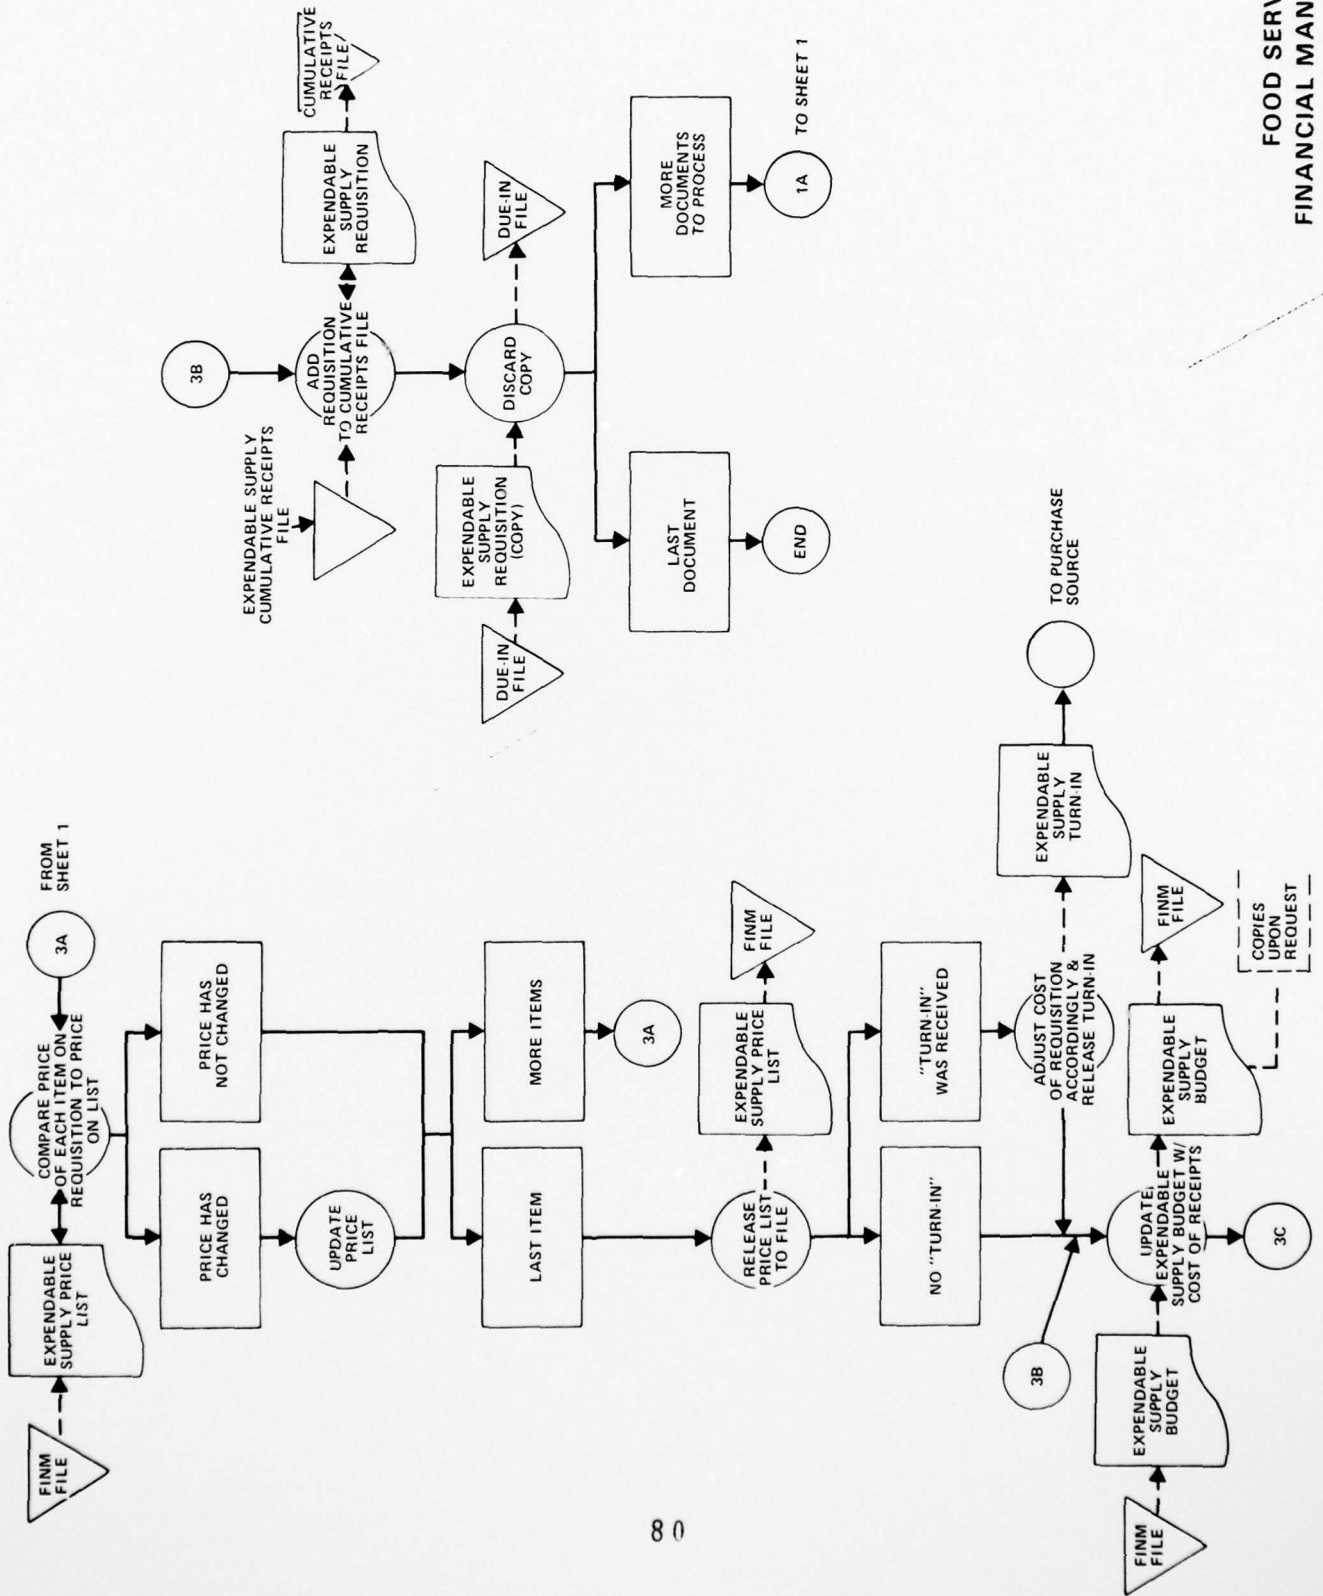 FROM
SHEET 1
3A
FINM
FILE
EXPENDABLE
SUPPLY PRICE
LIST
COMPARE PRICE
OF EACH ITEM ON
REQUISITION TO PRICE
ON LIST
PRICE HAS
CHANGED
PRICE HAS
NOT CHANGED
UPDATE
PRICE
LIST
LAST ITEM
MORE ITEMS
3A
RELEASE
PRICE LIST
TO FILE
EXPENDABLE
SUPPLY PRICE
LIST
FINM
FILE
NO "TURN-IN"
"TURN-IN"
WAS RECEIVED
3B
ADJUST COST
OF REQUISITION
ACCORDINGLY &
RELEASE TURN-IN
EXPENDABLE
SUPPLY
TURN-IN
TO PURCHASE
SOURCE
FINM
FILE
EXPENDABLE
SUPPLY
BUDGET
UPDATE
EXPENDABLE
SUPPLY BUDGET W/
COST OF RECEIPTS
EXPENDABLE
SUPPLY
BUDGET
FINM
FILE
COPIES
UPON
REQUEST
3C
3B
EXPENDABLE SUPPLY
CUMULATIVE RECEIPTS
FILE
ADD
REQUISITION
TO CUMULATIVE
RECEIPTS FILE
EXPENDABLE
SUPPLY
REQUISITION
CUMULATIVE
RECEIPTS
FILE
DUE-IN
FILE
EXPENDABLE
SUPPLY
REQUISITION
(COPY)
DISCARD
COPY
DUE-IN
FILE
LAST
DOCUMENT
MORE
DOCUMENTS
TO PROCESS
END
1A
TO SHEET 1
FOOD SERV
FINANCIAL MAN
80